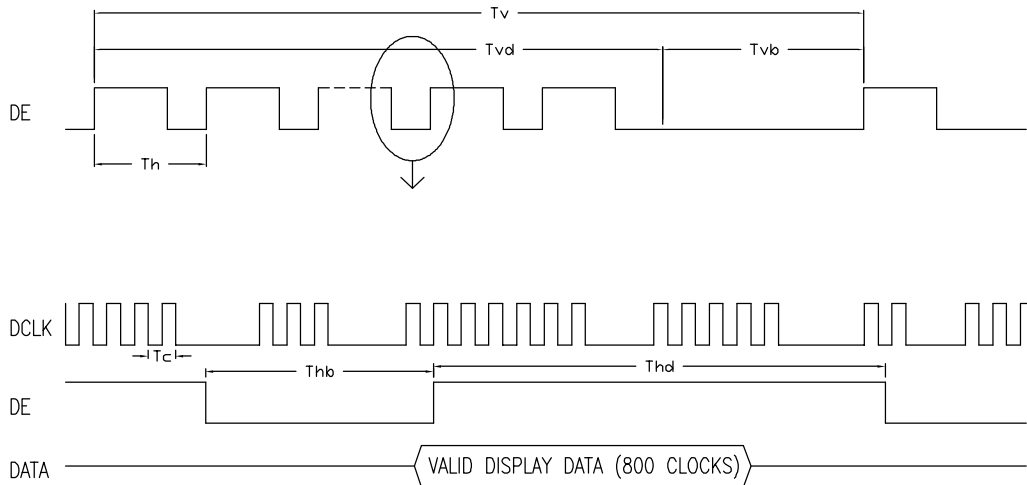 Tv
Tvd Tvb
DE
Th
DCLK
Tc
Thb Thd
DE
DATA VALID DISPLAY DATA (800 CLOCKS)